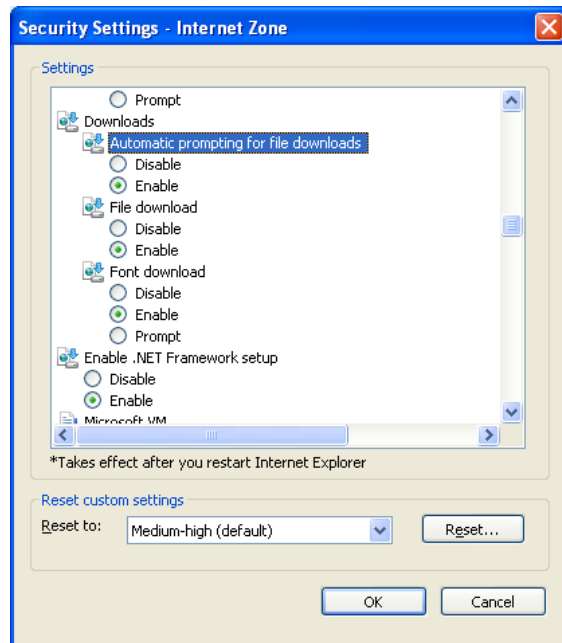 Security Settings - Internet Zone
Settings
Prompt
Downloads
Automatic prompting for file downloads
Disable
Enable
File download
Disable
Enable
Font download
Disable
Enable
Prompt
Enable .NET Framework setup
Disable
Enable
Microsoft VM
*Takes effect after you restart Internet Explorer
Reset custom settings
Reset to: Medium-high (default) Reset...
OK Cancel